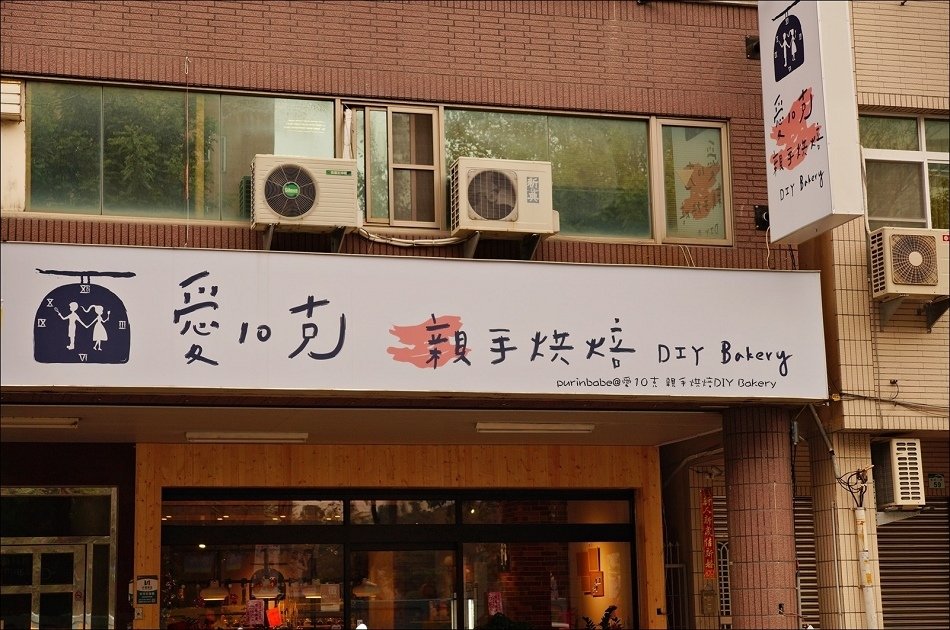 愛10克
親手烘焙
DIY Bakery
愛10克 親手烘焙 DIY Bakery
purinbabe@愛10克 親手烘焙DIY Bakery